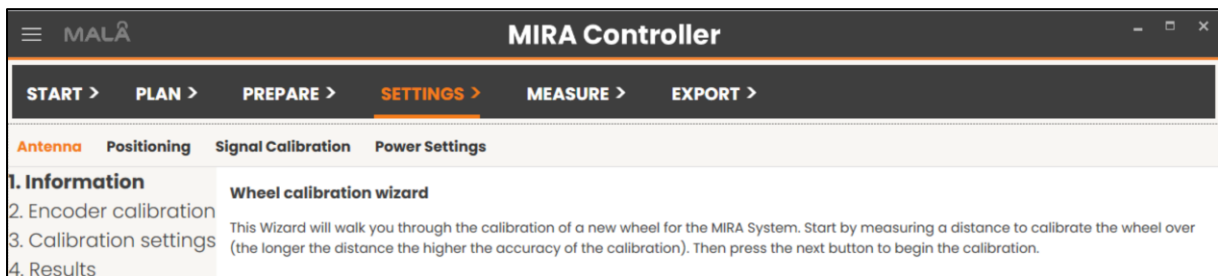 MALÅ MIRA Controller
START > PLAN > PREPARE > SETTINGS > MEASURE > EXPORT >
Antenna Positioning Signal Calibration Power Settings
1. Information
2. Encoder calibration
3. Calibration settings
4. Results
Wheel calibration wizard
This Wizard will walk you through the calibration of a new wheel for the MIRA System. Start by measuring a distance to calibrate the wheel over
(the longer the distance the higher the accuracy of the calibration). Then press the next button to begin the calibration.